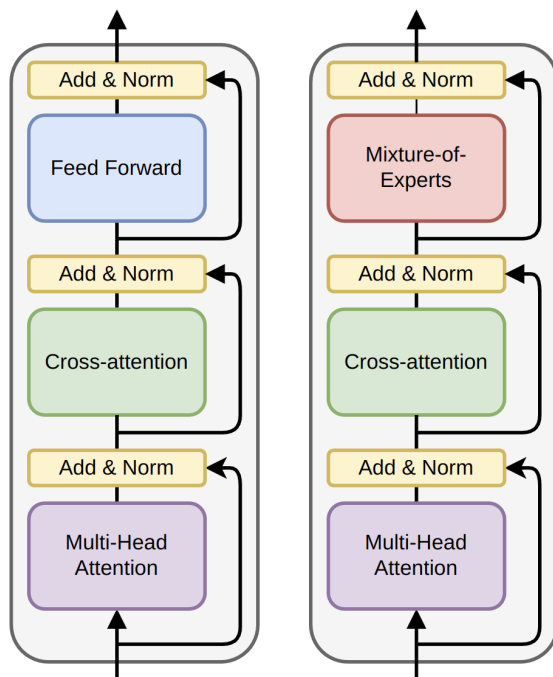 Add & Norm
Feed Forward
Add & Norm
Cross-attention
Add & Norm
Multi-Head
Attention
Add & Norm
Mixture-of-
Experts
Add & Norm
Cross-attention
Add & Norm
Multi-Head
Attention